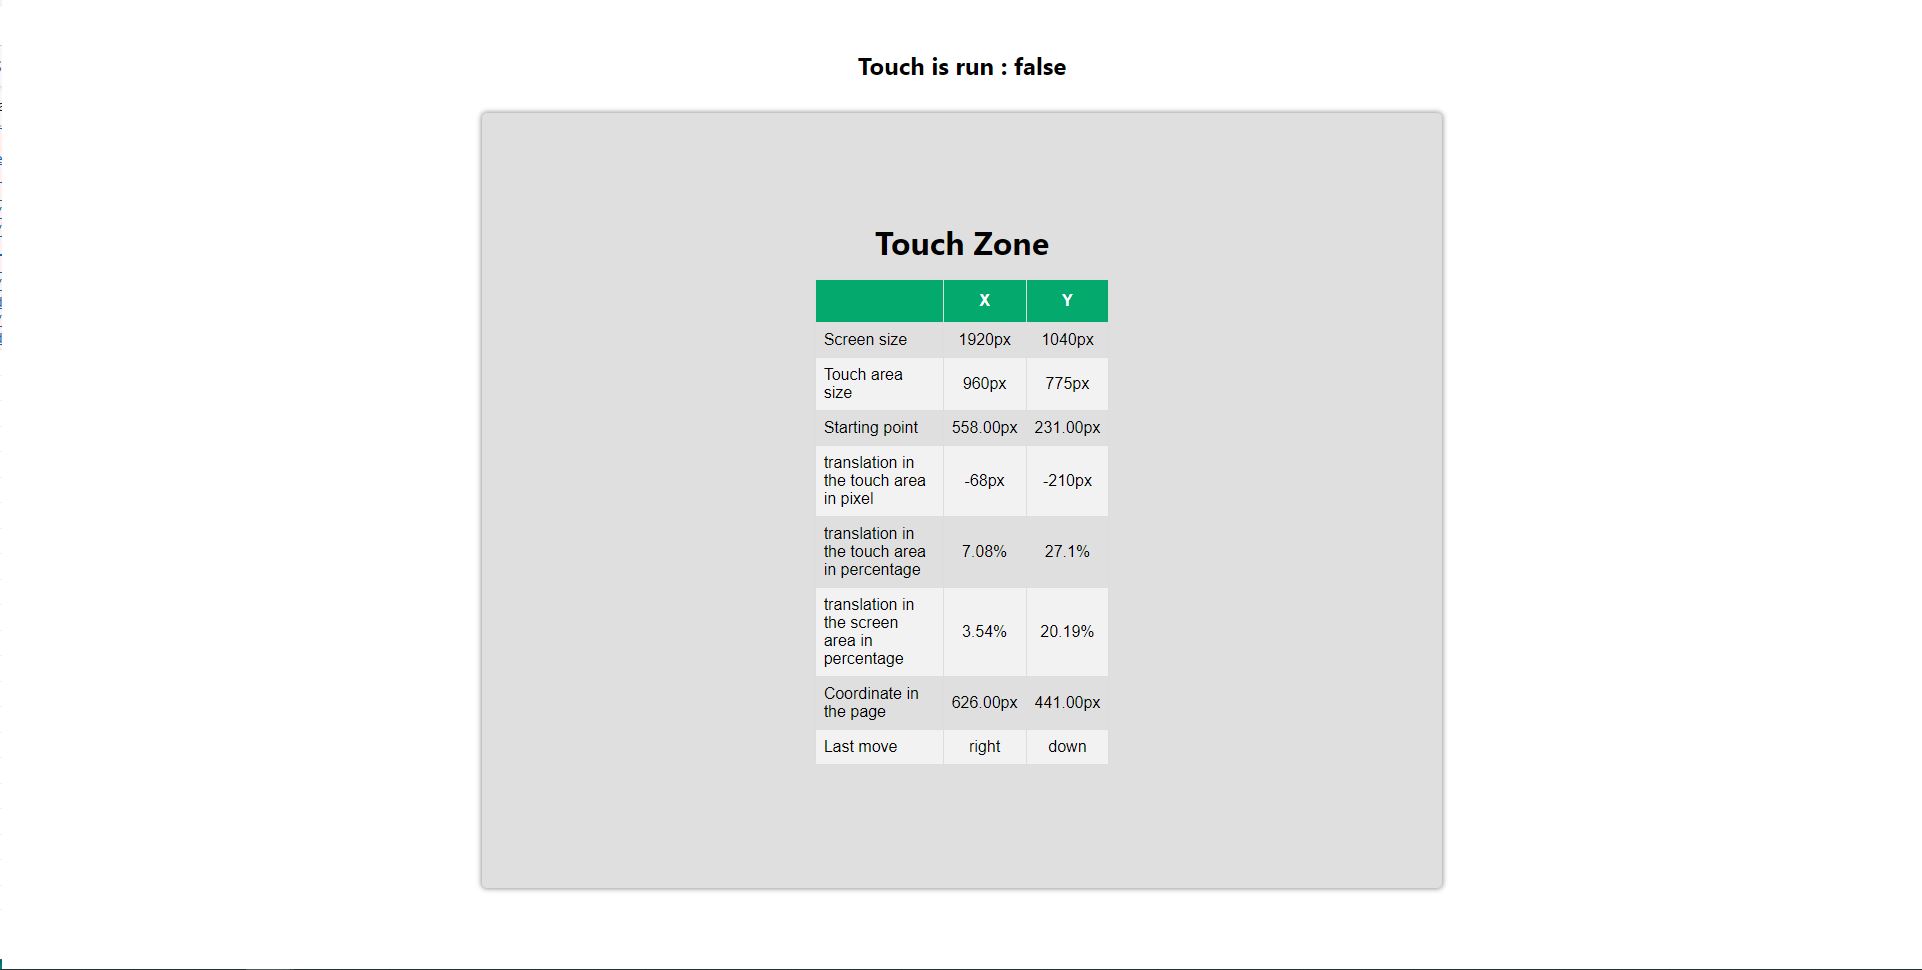 Touch is run : false
Touch Zone
X Y
Screen size 1920px 1040px
Touch area
size 960px 775px
Starting point 558.00px 231.00px
translation in
the touch area -68px -210px
in pixel
translation in
the touch area 7.08% 27.1%
in percentage
translation in
the screen
area in 3.54% 20.19%
percentage
Coordinate in
the page 626.00px 441.00px
Last move right down